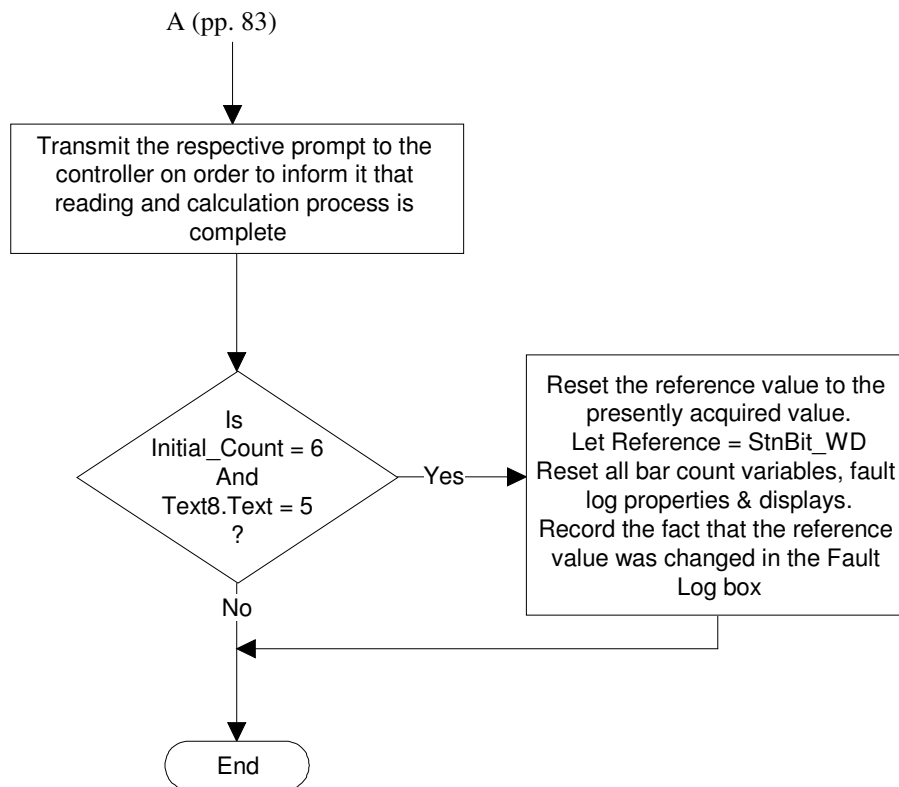 A (pp. 83)
Transmit the respective prompt to the
controller on order to inform it that
reading and calculation process is
complete
Is
Initial_Count = 6
And
Text8.Text = 5
?
Yes
Reset the reference value to the
presently acquired value.
Let Reference = StnBit_WD
Reset all bar count variables, fault
log properties & displays.
Record the fact that the reference
value was changed in the Fault
Log box
No
End